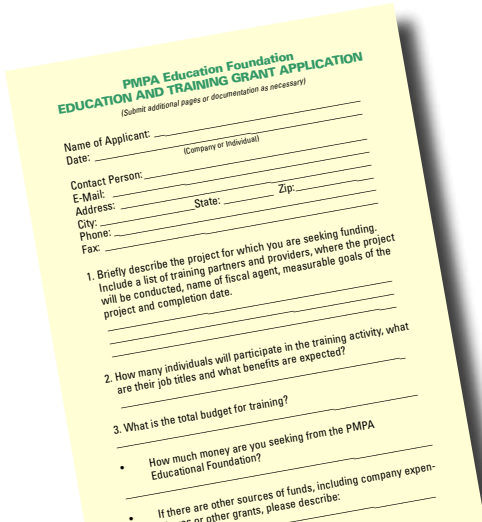 PMPA Education Foundation
EDUCATION AND TRAINING GRANT APPLICATION
(Submit additional pages or documentation as necessary)
Name of Applicant:
(Company or Individual)
Date:
Contact Person:
E-Mail:
Address:
City: State: Zip:
Phone:
Fax:
1. Briefly describe the project for which you are seeking funding.
Include a list of training partners and providers, where the project
will be conducted, name of fiscal agent, measurable goals of the
project and completion date.
2. How many individuals will participate in the training activity, what
are their job titles and what benefits are expected?
3. What is the total budget for training?
• How much money are you seeking from the PMPA
Educational Foundation?
• If there are other sources of funds, including company expen-
or other grants, please describe: